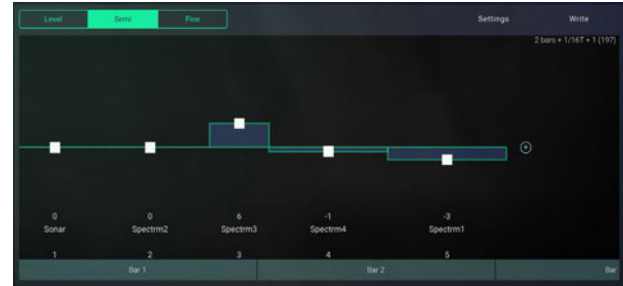 Level Semi Fine Settings Write
2 bars + 1/16T + 1 (197)
0 0 6 -1 -3
Sonar Spectrm2 Spectrm3 Spectrm4 Spectrm1
1 2 3 4 5
Bar 1 Bar 2 Bar